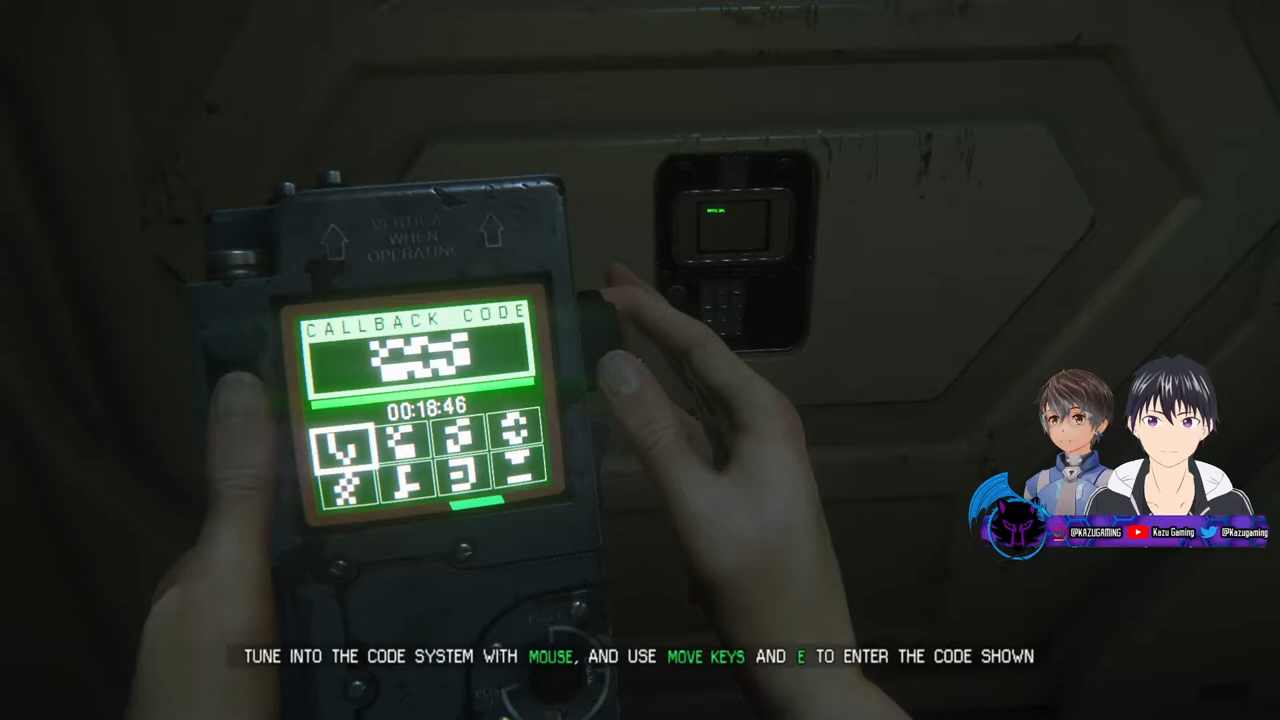 VERTICAL
WHEN
OPERATING
CALLBACK CODE
00:18:46
@KAZUGAMING Kazu Gaming @Kazugaming
TUNE INTO THE CODE SYSTEM WITH MOUSE, AND USE MOVE KEYS AND E TO ENTER THE CODE SHOWN